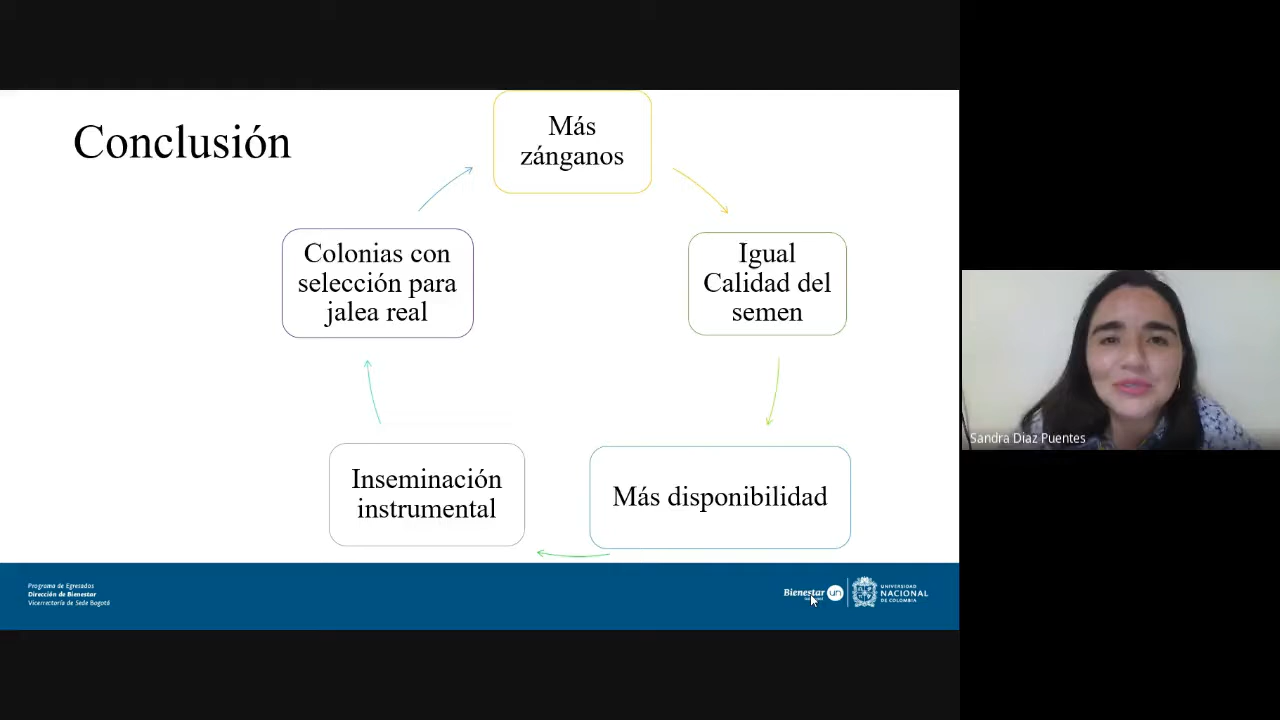 Conclusión
Más
zánganos
Igual
Calidad del
semen
Más disponibilidad
Inseminación
instrumental
Colonias con
selección para
jalea real
Sandra Diaz Puentes
Programa de Egresados
Dirección de Bienestar
Vicerrectoría de Sede Bogotá
Bienestar
un
UNIVERSIDAD
NACIONAL
DE COLOMBIA